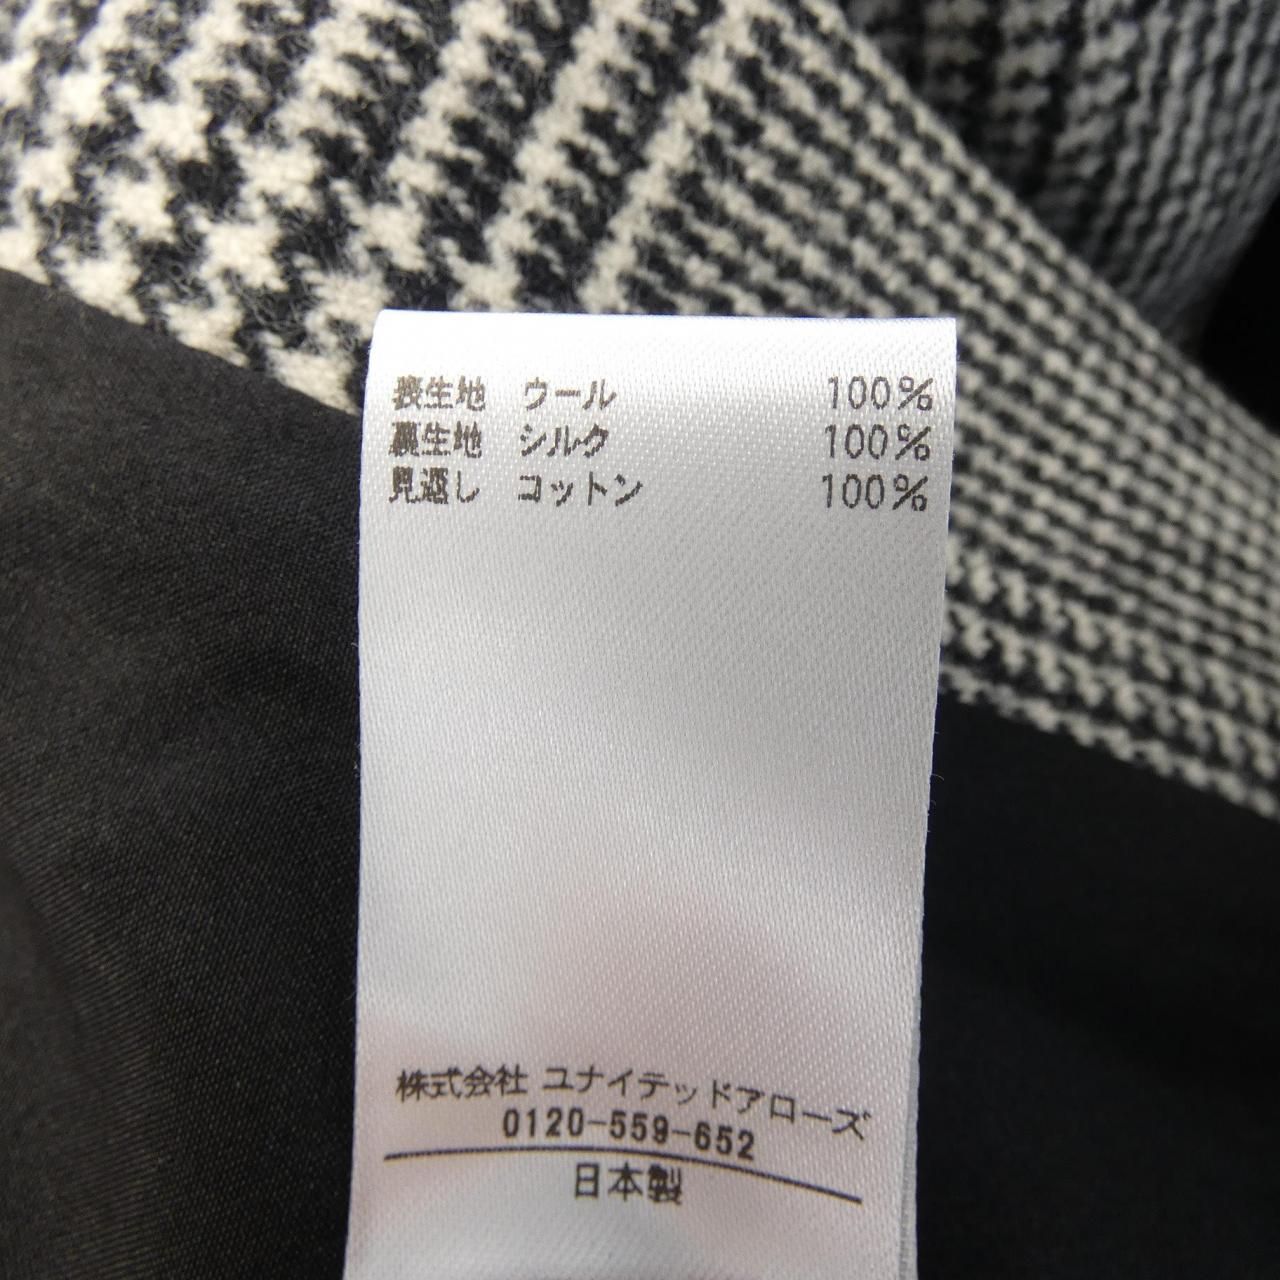 表生地 ウール 100%
裏生地 シルク 100%
見返し コットン 100%
株式会社 ユナイテッドアローズ
0120-559-652
日本製